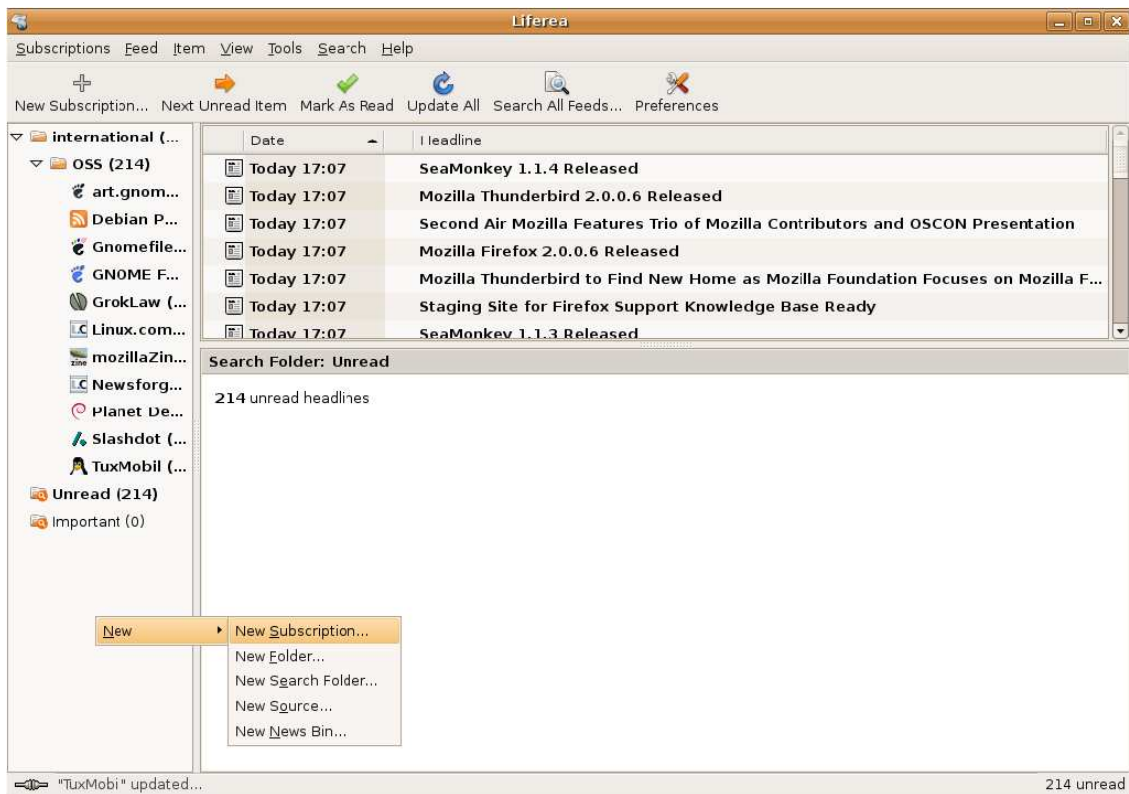 Liferea
Subscriptions Feed Item View Tools Search Help
New Subscription... Next Unread Item Mark As Read Update All Search All Feeds... Preferences
international (...
OSS (214)
art.gnom...
Debian P...
Gnomefile...
GNOME F...
GrokLaw (...
Linux.com...
mozillaZin...
Newsforg...
Planet De...
Slashdot (...
TuxMobil (...
Unread (214)
Important (0)
Date Headline
Today 17:07 SeaMonkey 1.1.4 Released
Today 17:07 Mozilla Thunderbird 2.0.0.6 Released
Today 17:07 Second Air Mozilla Features Trio of Mozilla Contributors and OSCON Presentation
Today 17:07 Mozilla Firefox 2.0.0.6 Released
Today 17:07 Mozilla Thunderbird to Find New Home as Mozilla Foundation Focuses on Mozilla F...
Today 17:07 Staging Site for Firefox Support Knowledge Base Ready
Today 17:07 SeaMonkey 1.1.3 Released
Search Folder: Unread
214 unread headlines
New
New Subscription...
New Folder...
New Search Folder...
New Source...
New News Bin...
"TuxMobi" updated...
214 unread